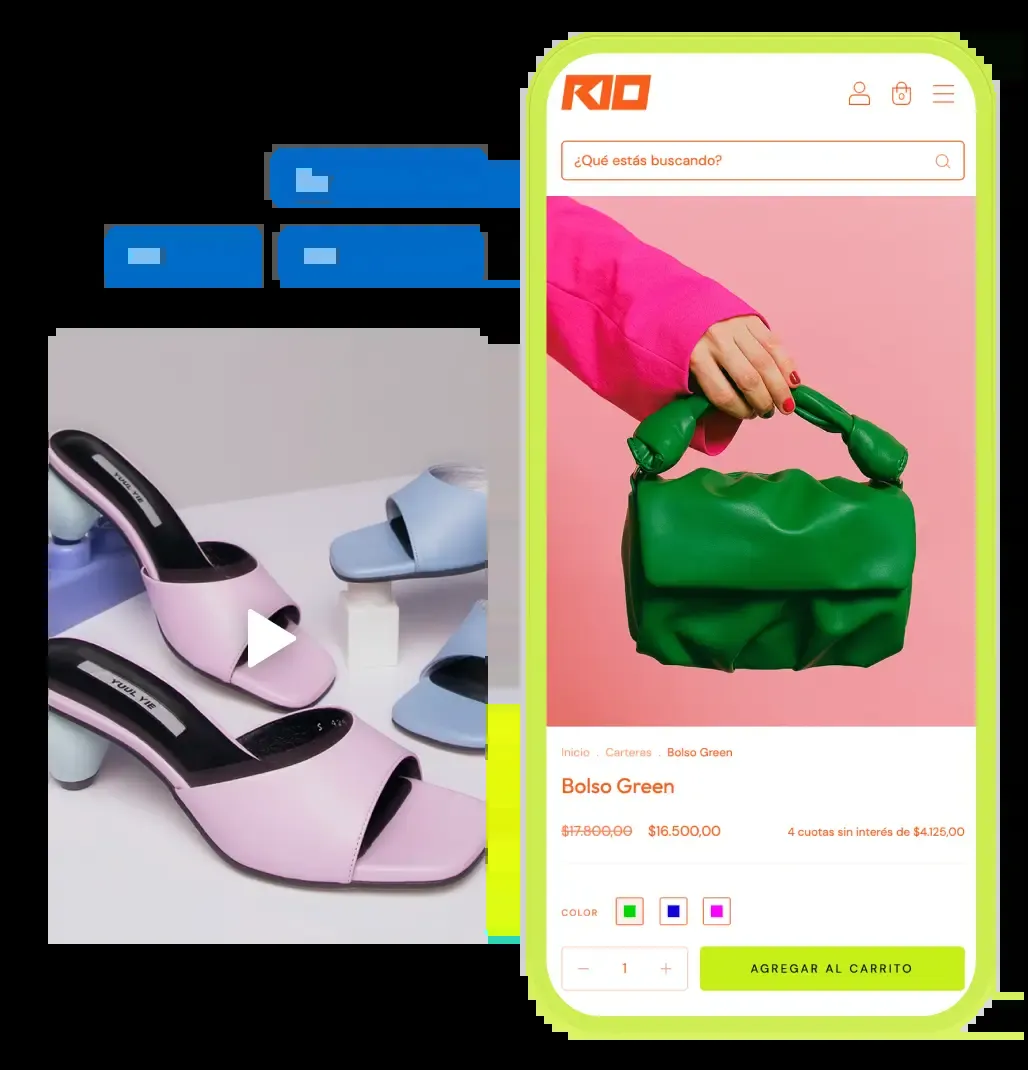 RIO
0
¿Qué estás buscando?
YUUL YIE
YUUL YIE
Inicio . Carteras . Bolso Green
Bolso Green
$17.800,00 $16.500,00 4 cuotas sin interés de $4.125,00
COLOR
1
AGREGAR AL CARRITO